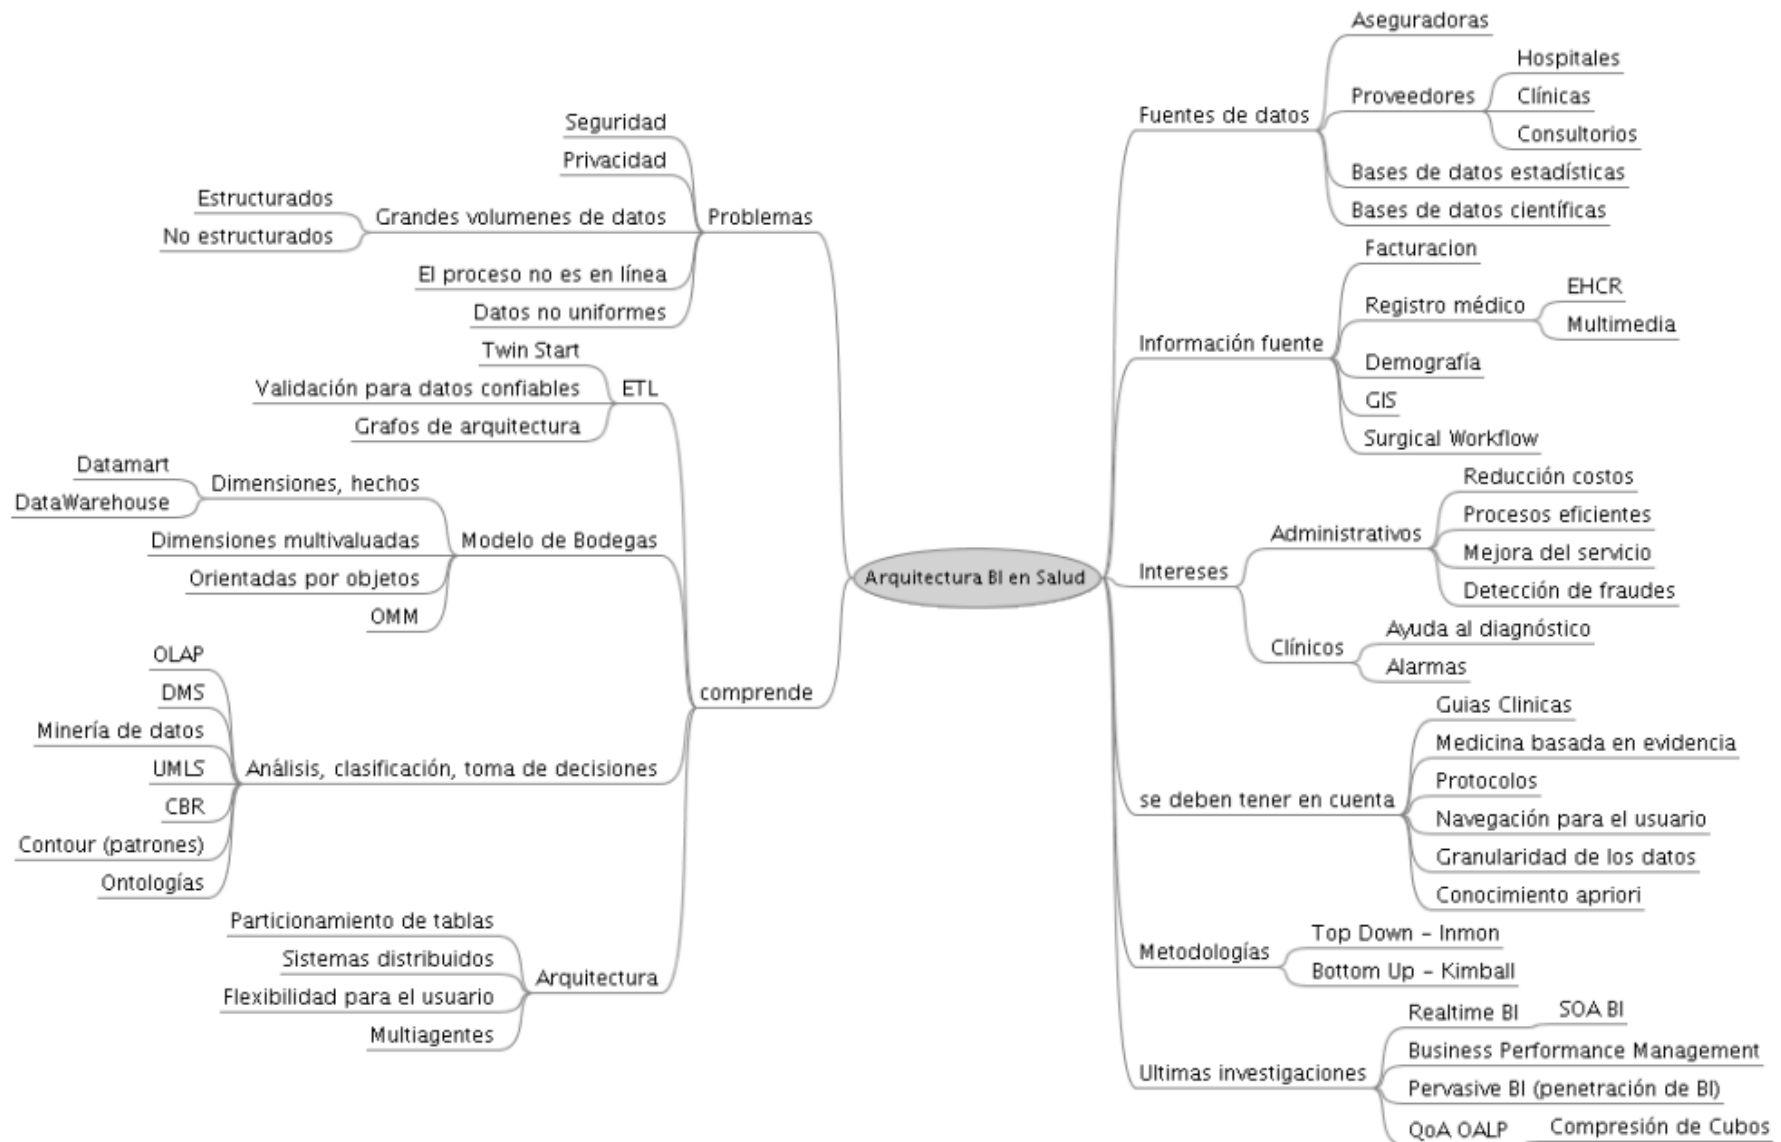 Arquitectura BI en Salud
Problemas
Seguridad
Privacidad
Grandes volumenes de datos
Estructurados
No estructurados
El proceso no es en línea
Datos no uniformes
comprende
ETL
Twin Start
Validación para datos confiables
Grafos de arquitectura
Modelo de Bodegas
Dimensiones, hechos
Datamart
DataWarehouse
Dimensiones multivaluadas
Orientadas por objetos
OMM
Análisis, clasificación, toma de decisiones
OLAP
DMS
Minería de datos
UMLS
CBR
Contour (patrones)
Ontologías
Arquitectura
Particionamiento de tablas
Sistemas distribuidos
Flexibilidad para el usuario
Multiagentes
Fuentes de datos
Aseguradoras
Proveedores
Hospitales
Clínicas
Consultorios
Bases de datos estadísticas
Bases de datos científicas
Información fuente
Facturacion
Registro médico
EHCR
Multimedia
Demografía
GIS
Surgical Workflow
Intereses
Administrativos
Reducción costos
Procesos eficientes
Mejora del servicio
Detección de fraudes
Clínicos
Ayuda al diagnóstico
Alarmas
se deben tener en cuenta
Guias Clinicas
Medicina basada en evidencia
Protocolos
Navegación para el usuario
Granularidad de los datos
Conocimiento apriori
Metodologías
Top Down – Inmon
Bottom Up – Kimball
Ultimas investigaciones
Realtime BI
SOA BI
Business Performance Management
Pervasive BI (penetración de BI)
QoA OALP
Compresión de Cubos